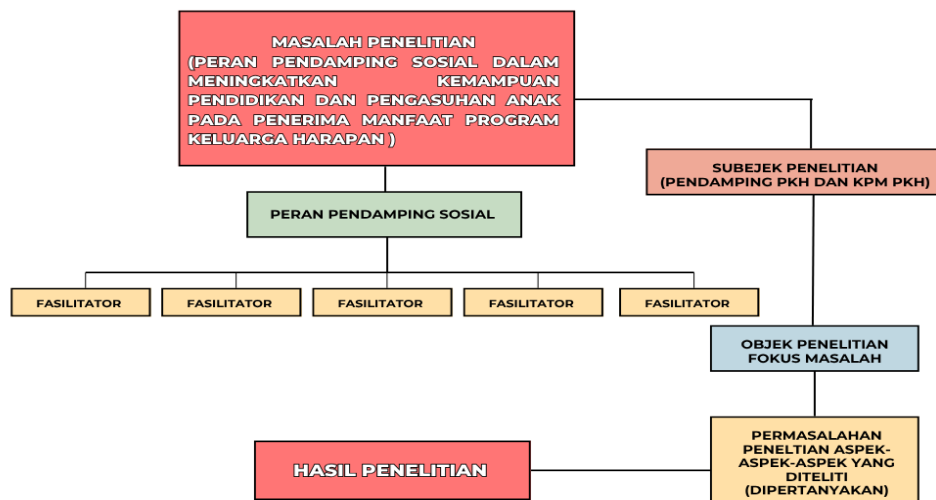 MASALAH PENELITIAN
(PERAN PENDAMPING SOSIAL DALAM
MENINGKATKAN KEMAMPUAN
PENDIDIKAN DAN PENGASUHAN ANAK
PADA PENERIMA MANFAAT PROGRAM
KELUARGA HARAPAN )
SUBEJEK PENELITIAN
(PENDAMPING PKH DAN KPM PKH)
PERAN PENDAMPING SOSIAL
FASILITATOR
FASILITATOR
FASILITATOR
FASILITATOR
FASILITATOR
OBJEK PENELITIAN
FOKUS MASALAH
PERMASALAHAN
PENELTIAN ASPEK-
ASPEK-ASPEK YANG
DITELITI
(DIPERTANYAKAN)
HASIL PENELITIAN